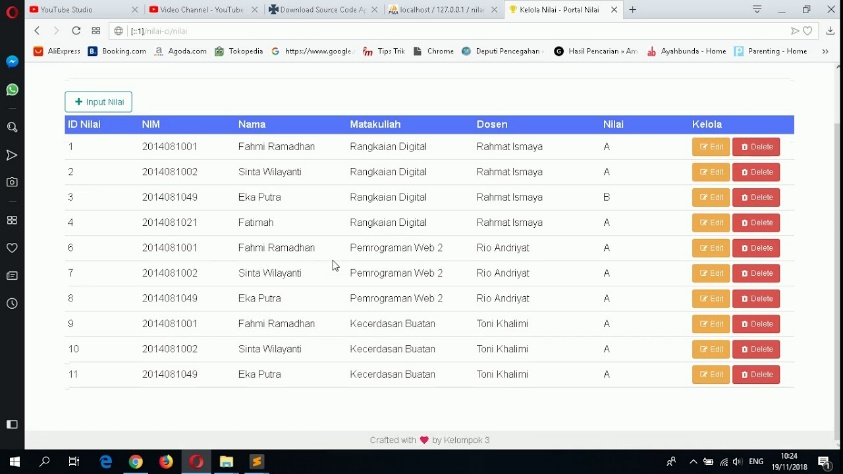 YouTube Studio
Video Channel - YouTube
Download Source Code Ap
localhost / 127.0.0.1 / nilai
Kelola Nilai - Portal Nilai
[::1]/nilai-ci/nilai
AliExpress Booking.com Agoda.com Tokopedia https://www.google Tips Trik Chrome Deputi Pencegahan Hasil Pencarian » Am Ayahbunda - Home Parenting - Home
Input Nilai
ID Nilai NIM Nama Matakuliah Dosen Nilai Kelola
1 2014081001 Fahmi Ramadhan Rangkaian Digital Rahmat Ismaya A Edit Delete
2 2014081002 Sinta Wilayanti Rangkaian Digital Rahmat Ismaya A Edit Delete
3 2014081049 Eka Putra Rangkaian Digital Rahmat Ismaya B Edit Delete
4 2014081021 Fatimah Rangkaian Digital Rahmat Ismaya A Edit Delete
6 2014081001 Fahmi Ramadhan Pemrograman Web 2 Rio Andriyat A Edit Delete
7 2014081002 Sinta Wilayanti Pemrograman Web 2 Rio Andriyat A Edit Delete
8 2014081049 Eka Putra Pemrograman Web 2 Rio Andriyat A Edit Delete
9 2014081001 Fahmi Ramadhan Kecerdasan Buatan Toni Khalimi A Edit Delete
10 2014081002 Sinta Wilayanti Kecerdasan Buatan Toni Khalimi A Edit Delete
11 2014081049 Eka Putra Kecerdasan Buatan Toni Khalimi A Edit Delete
Crafted with ♥ by Kelompok 3
ENG
10:24
19/11/2018